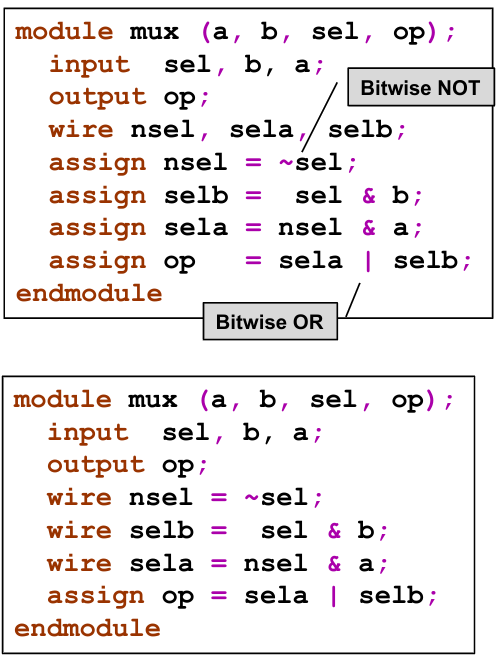 module mux (a, b, sel, op);
input  sel, b, a;
Bitwise NOT
output op;
wire nsel, sela, selb;
assign nsel = ~sel;
assign selb =  sel & b;
assign sela = nsel & a;
assign op   = sela | selb;
endmodule
Bitwise OR
module mux (a, b, sel, op);
input  sel, b, a;
output op;
wire nsel = ~sel;
wire selb =  sel & b;
wire sela = nsel & a;
assign op = sela | selb;
endmodule